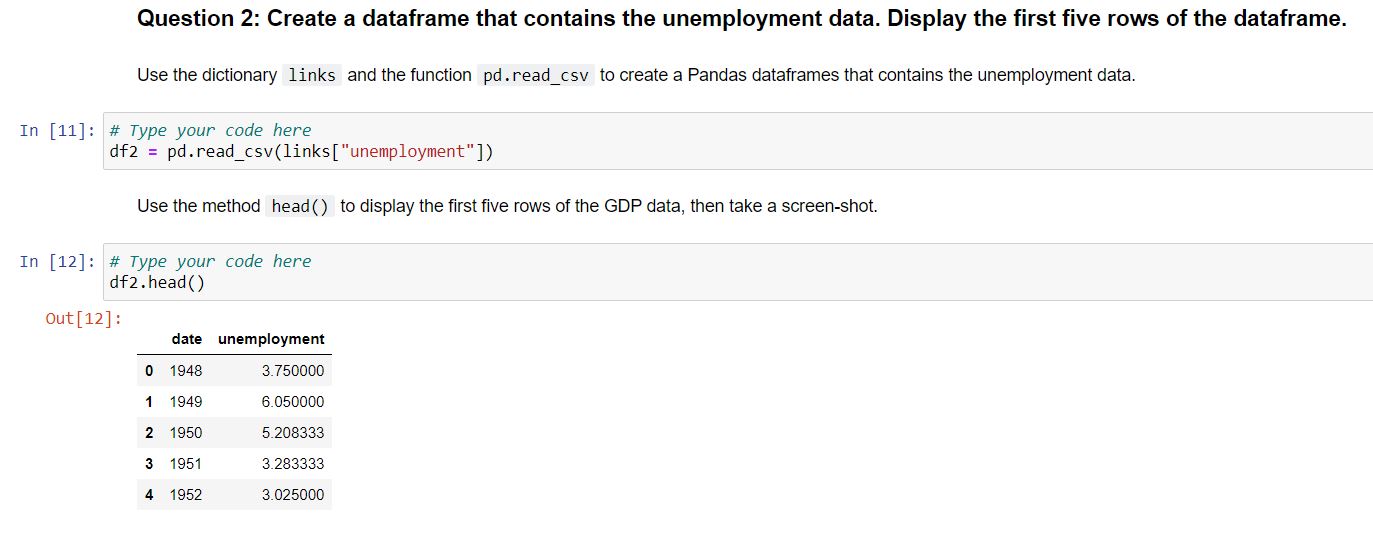 Question 2: Create a dataframe that contains the unemployment data. Display the first five rows of the dataframe.
Use the dictionary links and the function pd.read_csv to create a Pandas dataframes that contains the unemployment data.
In [11]: # Type your code here
df2 = pd.read_csv(links["unemployment"])
Use the method head() to display the first five rows of the GDP data, then take a screen-shot.
In [12]: # Type your code here
df2.head()
Out[12]:
date unemployment
0 1948 3.750000
1 1949 6.050000
2 1950 5.208333
3 1951 3.283333
4 1952 3.025000